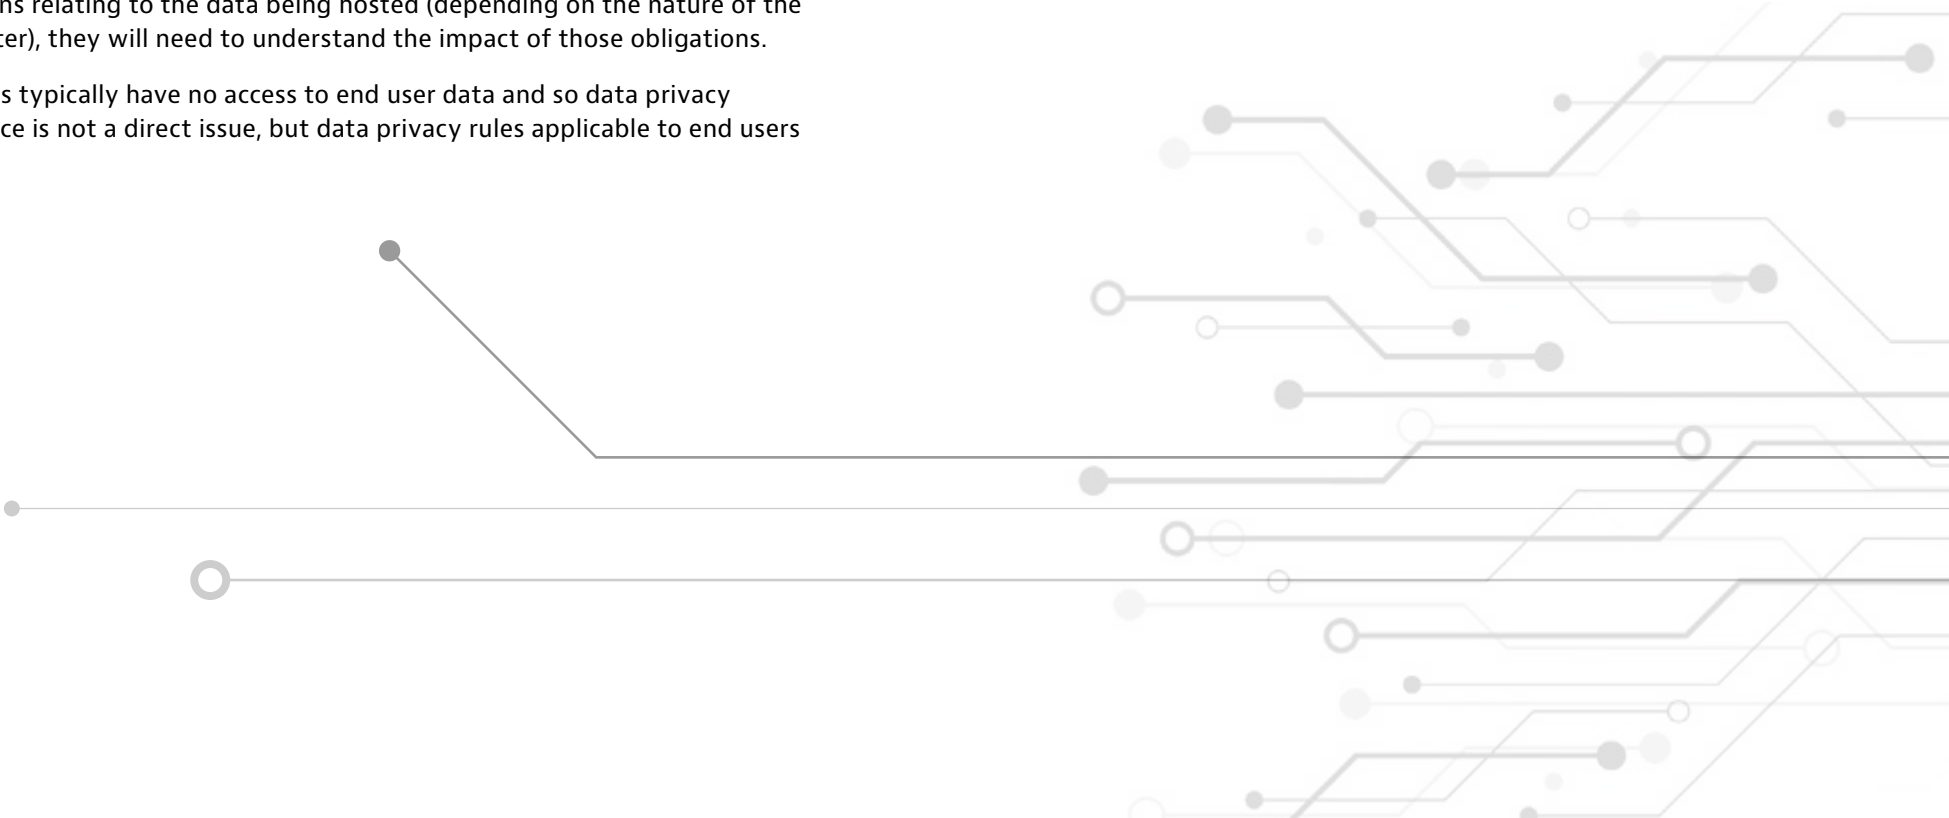 ns relating to the data being hosted (depending on the nature of the
ter), they will need to understand the impact of those obligations.
s typically have no access to end user data and so data privacy
ce is not a direct issue, but data privacy rules applicable to end users